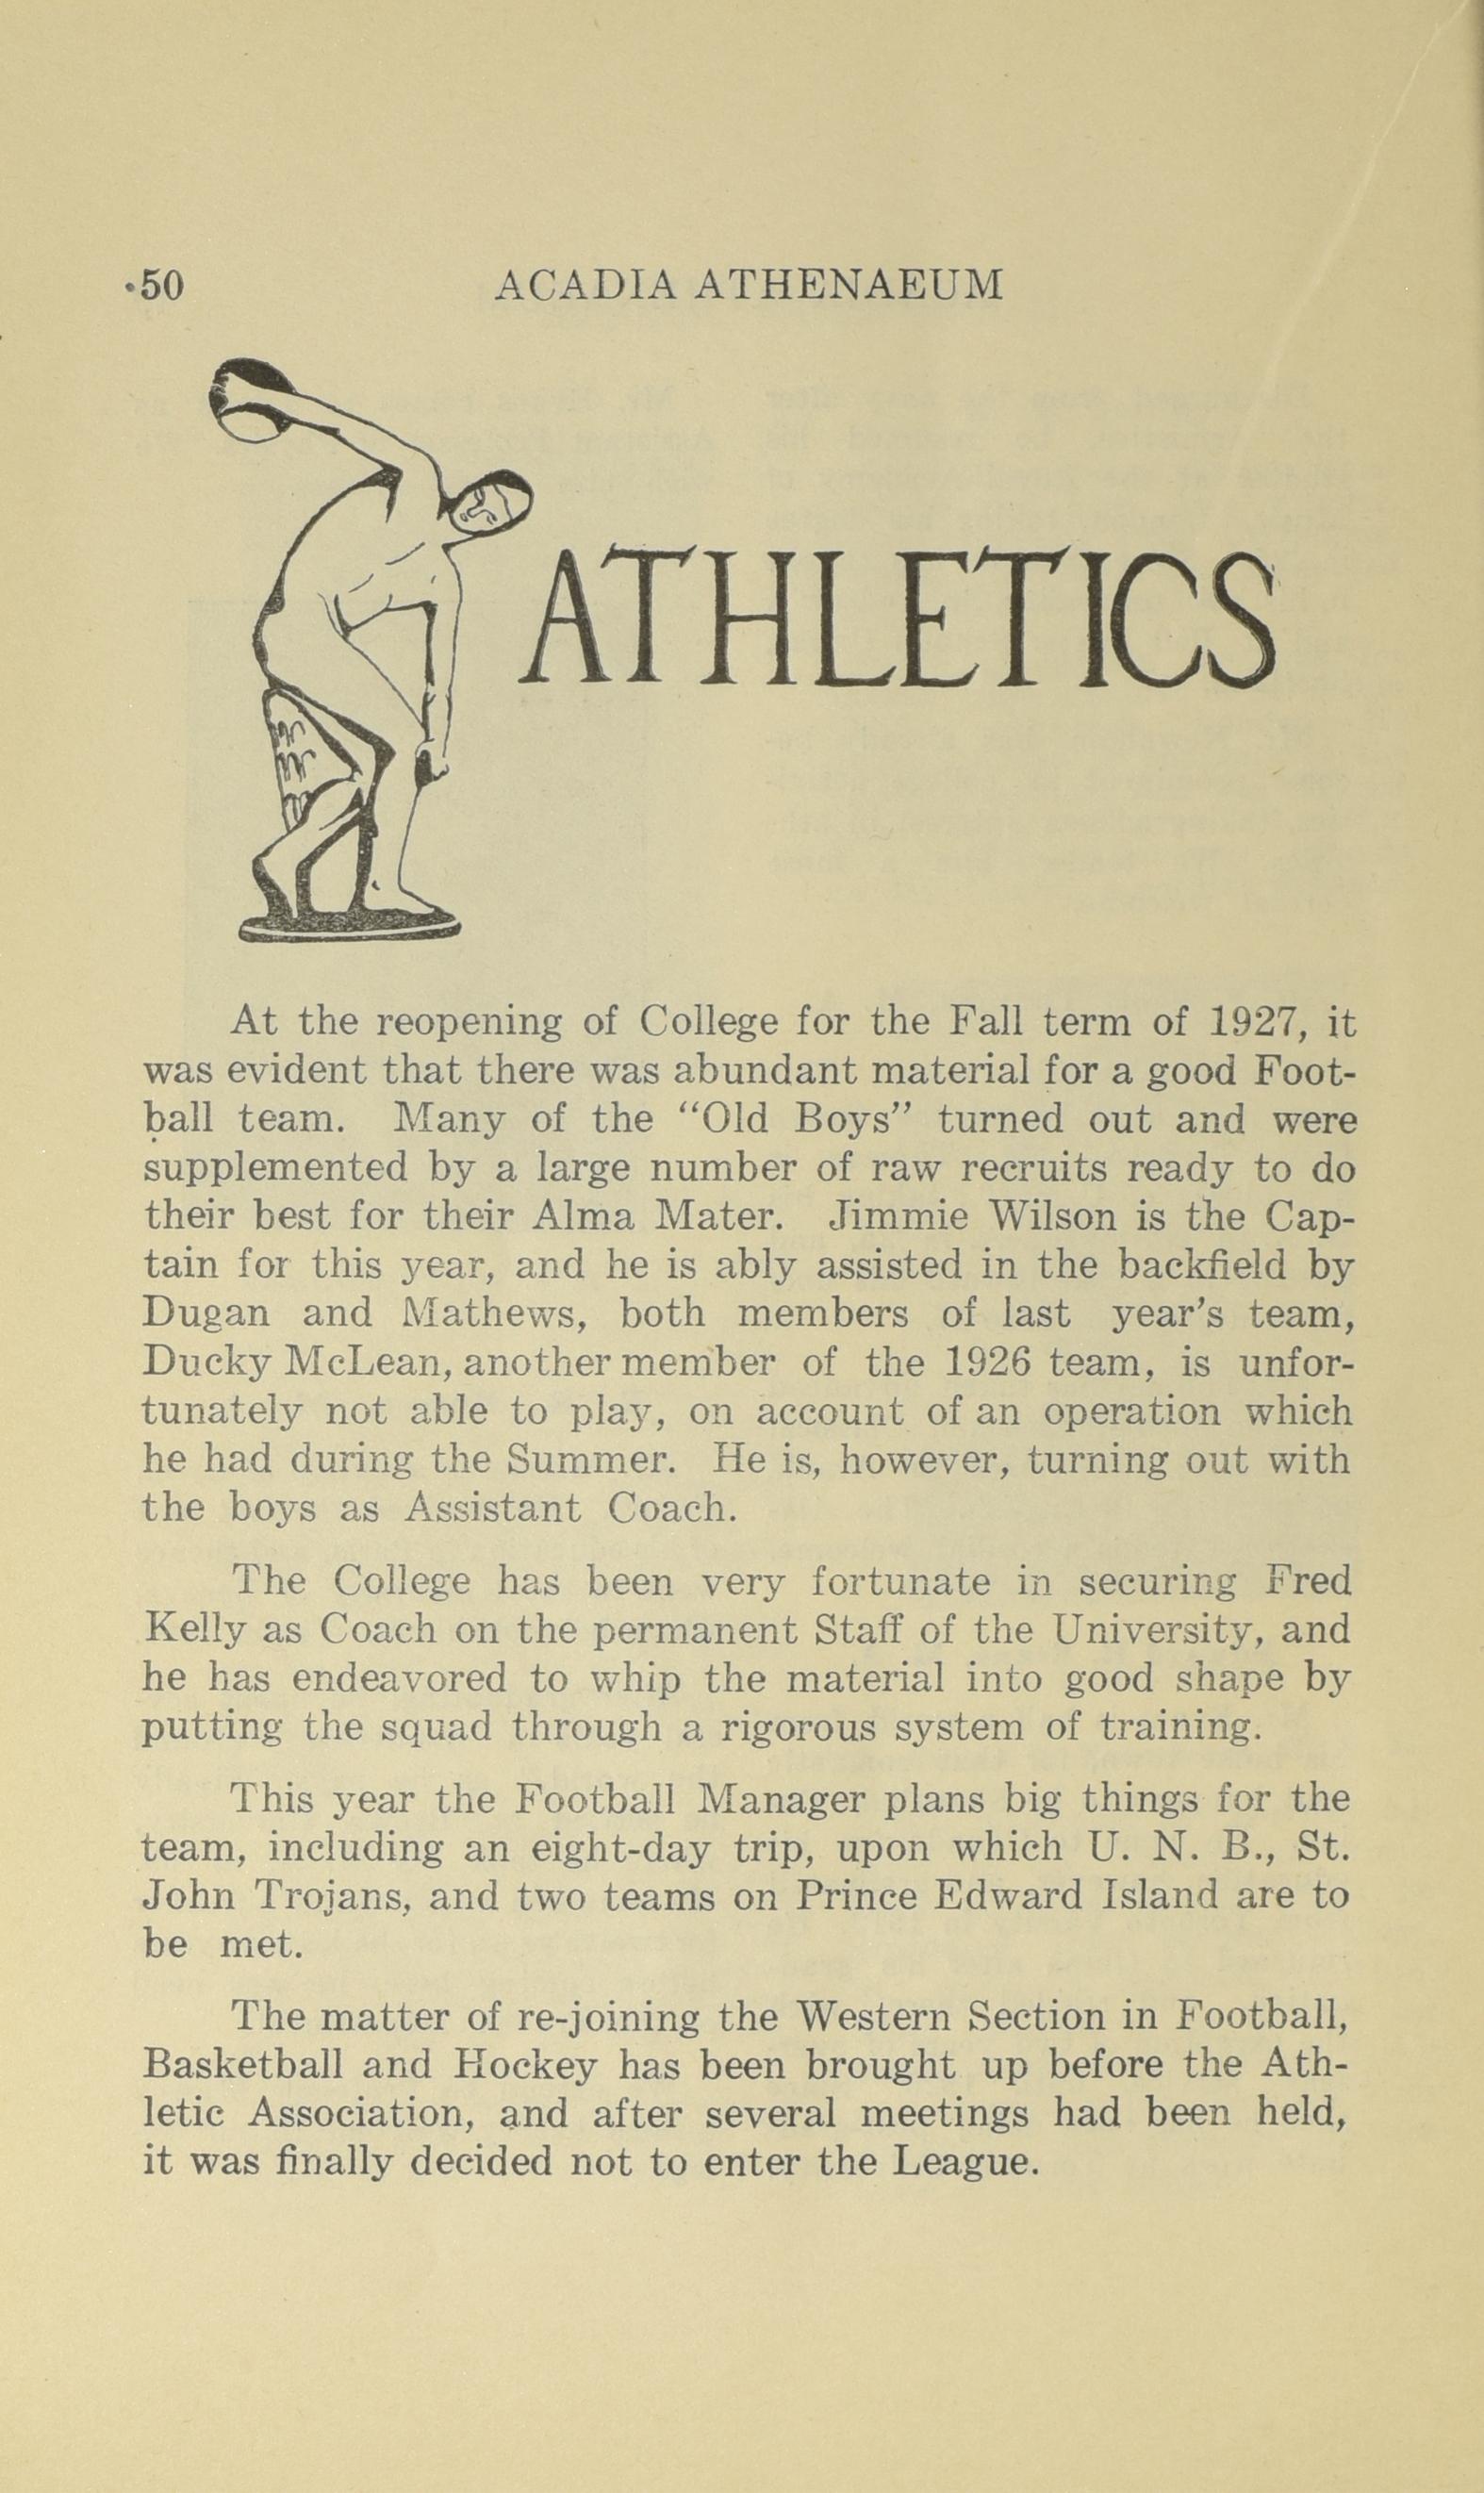 50
ACADIA ATHENAEUM
ATHLETICS
At the reopening of College for the Fall term of 1927, it
was evident that there was abundant material for a good Foot-
ball team. Many of the "Old Boys" turned out and were
supplemented by a large number of raw recruits ready to do
their best for their Alma Mater. Jimmie Wilson is the Cap-
tain for this year, and he is ably assisted in the backfield by
Dugan and Mathews, both members of last year's team,
Ducky McLean, another member of the 1926 team, is unfor-
tunately not able to play, on account of an operation which
he had during the Summer. He is, however, turning out with
the boys as Assistant Coach.
The College has been very fortunate in securing Fred
Kelly as Coach on the permanent Staff of the University, and
he has endeavored to whip the material into good shape by
putting the squad through a rigorous system of training.
This year the Football Manager plans big things for the
team, including an eight-day trip, upon which U. N. B., St.
John Trojans, and two teams on Prince Edward Island are to
be met.
The matter of re-joining the Western Section in Football,
Basketball and Hockey has been brought up before the Ath-
letic Association, and after several meetings had been held,
it was finally decided not to enter the League.